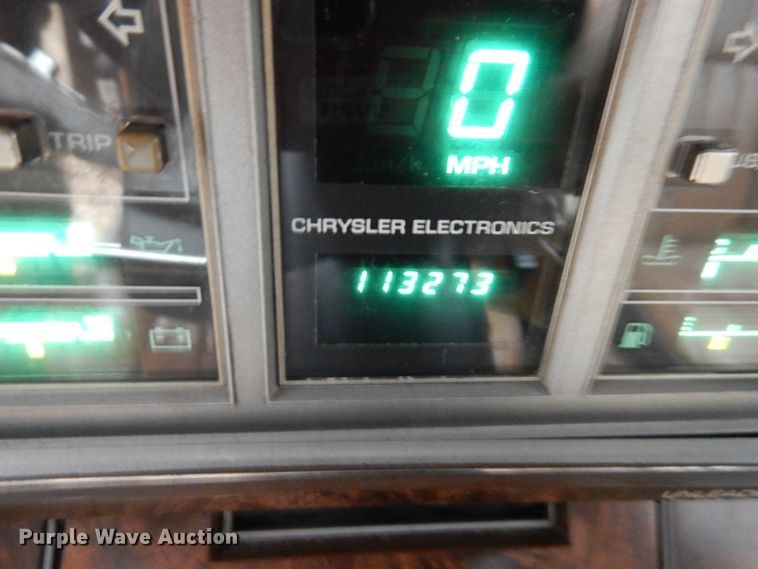 0
TRIP
MPH
CHRYSLER ELECTRONICS
113273
Purple Wave Auction